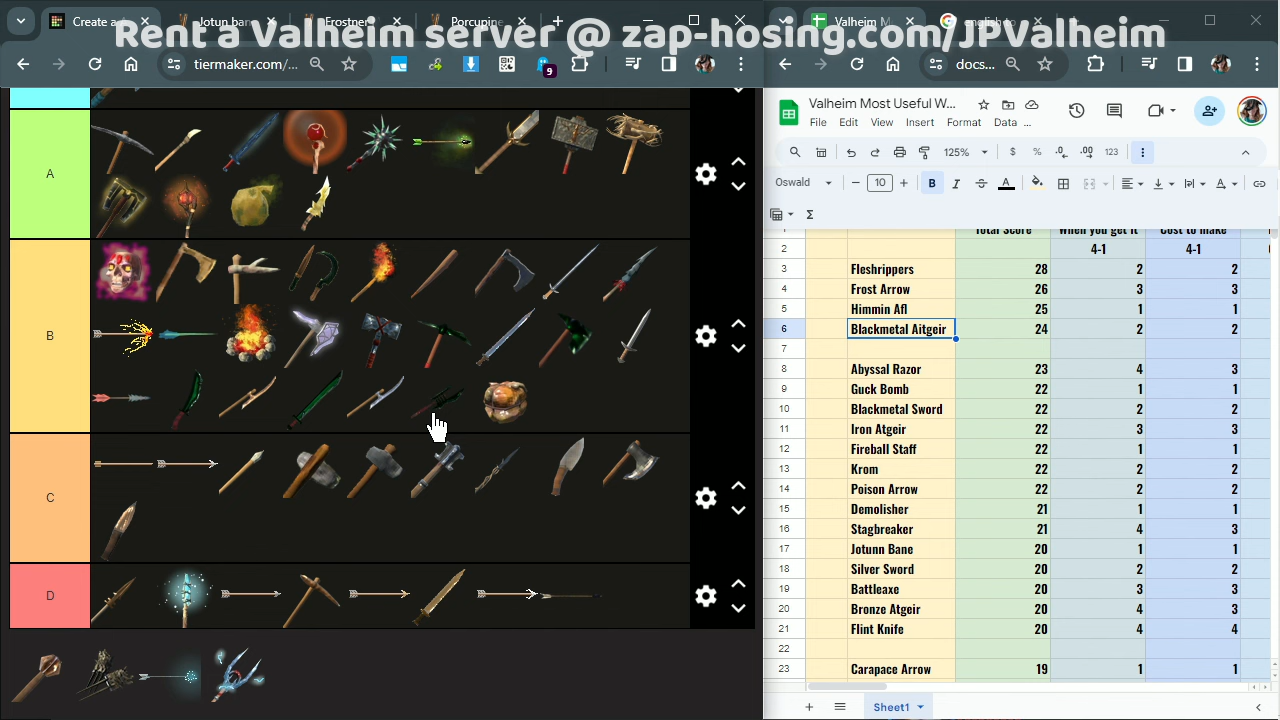 Create a
Jotun bar
Frostner
Porcupi
Valheim M
english to
Rent a Valheim server @ zap-hosing.com/JPValheim
tiermaker.com/...
9
docs...
Valheim Most Useful W...
File Edit View Insert Format Data ...
125% $ % .0 .00 123
Oswald 10 B I A
A
B
C
D
1 Total Score When you get it Cost to make
2 4-1 4-1
3 Fleshrippers 28 2 2
4 Frost Arrow 26 3 3
5 Himmin Afl 25 1 1
6 Blackmetal Aitgeir 24 2 2
7
8 Abyssal Razor 23 4 3
9 Guck Bomb 22 1 1
10 Blackmetal Sword 22 2 2
11 Iron Atgeir 22 3 3
12 Fireball Staff 22 1 1
13 Krom 22 2 2
14 Poison Arrow 22 2 2
15 Demolisher 21 1 1
16 Stagbreaker 21 4 3
17 Jotunn Bane 20 1 1
18 Silver Sword 20 2 2
19 Battleaxe 20 3 3
20 Bronze Atgeir 20 4 3
21 Flint Knife 20 4 4
22
23 Carapace Arrow 19 1 1
Sheet1